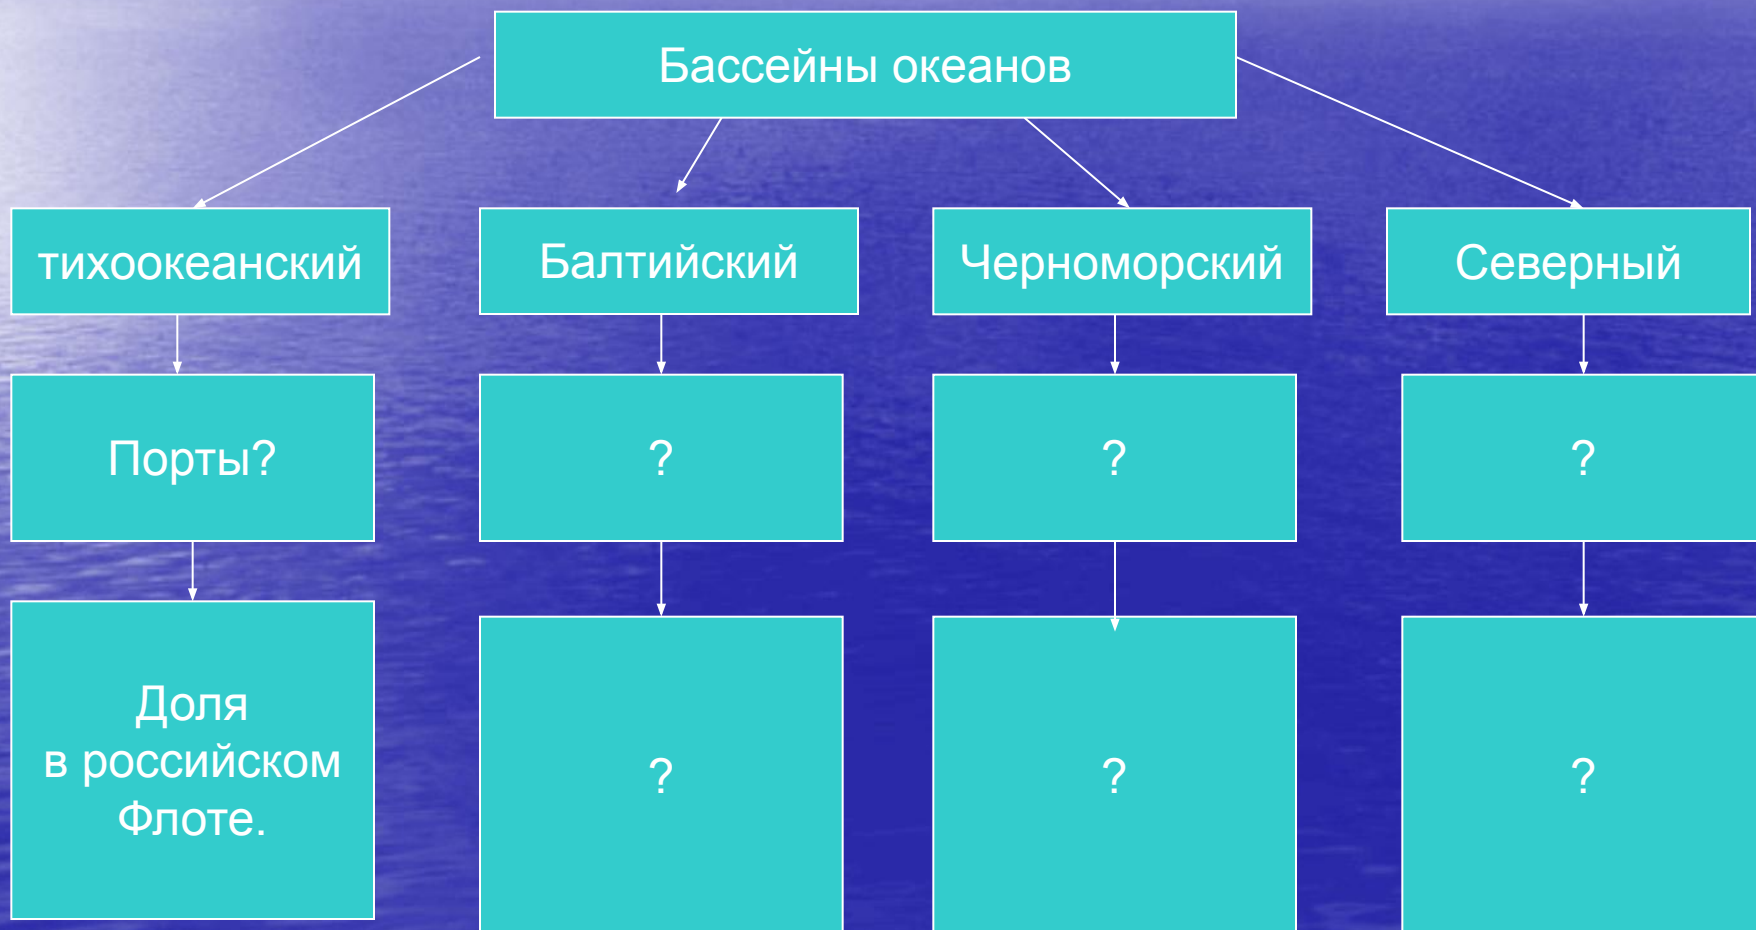 Бассейны океанов
тихоокеанский
Балтийский
Черноморский
Северный
Порты?
?
?
?
Доля
в российском
Флоте.
?
?
?